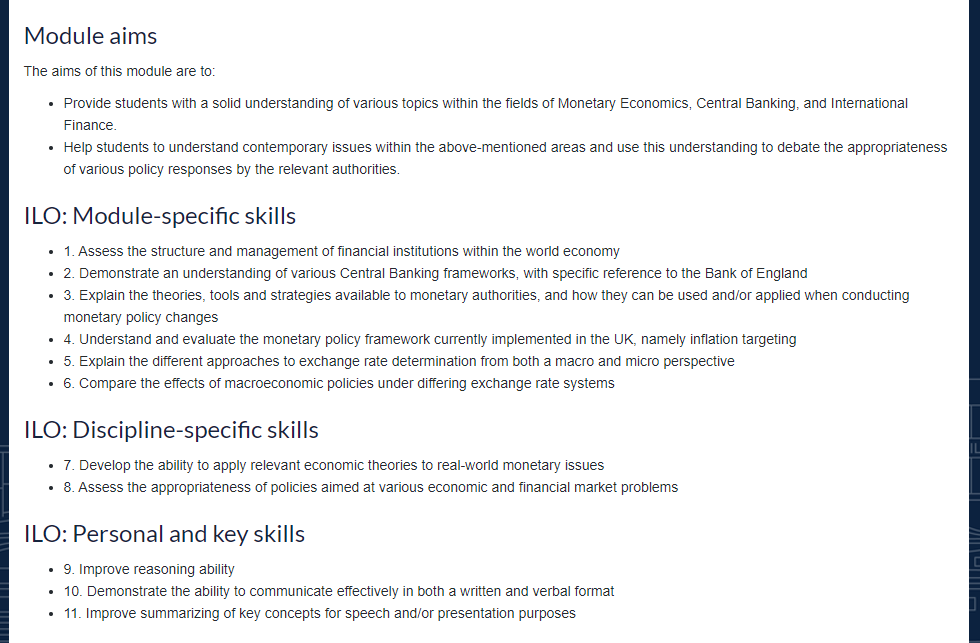 Module aims
The aims of this module are to:
• Provide students with a solid understanding of various topics within the fields of Monetary Economics, Central Banking, and International
Finance.
• Help students to understand contemporary issues within the above-mentioned areas and use this understanding to debate the appropriateness
of various policy responses by the relevant authorities.
ILO: Module-specific skills
• 1. Assess the structure and management of financial institutions within the world economy
• 2. Demonstrate an understanding of various Central Banking frameworks, with specific reference to the Bank of England
• 3. Explain the theories, tools and strategies available to monetary authorities, and how they can be used and/or applied when conducting
monetary policy changes
• 4. Understand and evaluate the monetary policy framework currently implemented in the UK, namely inflation targeting
• 5. Explain the different approaches to exchange rate determination from both a macro and micro perspective
• 6. Compare the effects of macroeconomic policies under differing exchange rate systems
ILO: Discipline-specific skills
• 7. Develop the ability to apply relevant economic theories to real-world monetary issues
• 8. Assess the appropriateness of policies aimed at various economic and financial market problems
ILO: Personal and key skills
• 9. Improve reasoning ability
• 10. Demonstrate the ability to communicate effectively in both a written and verbal format
• 11. Improve summarizing of key concepts for speech and/or presentation purposes